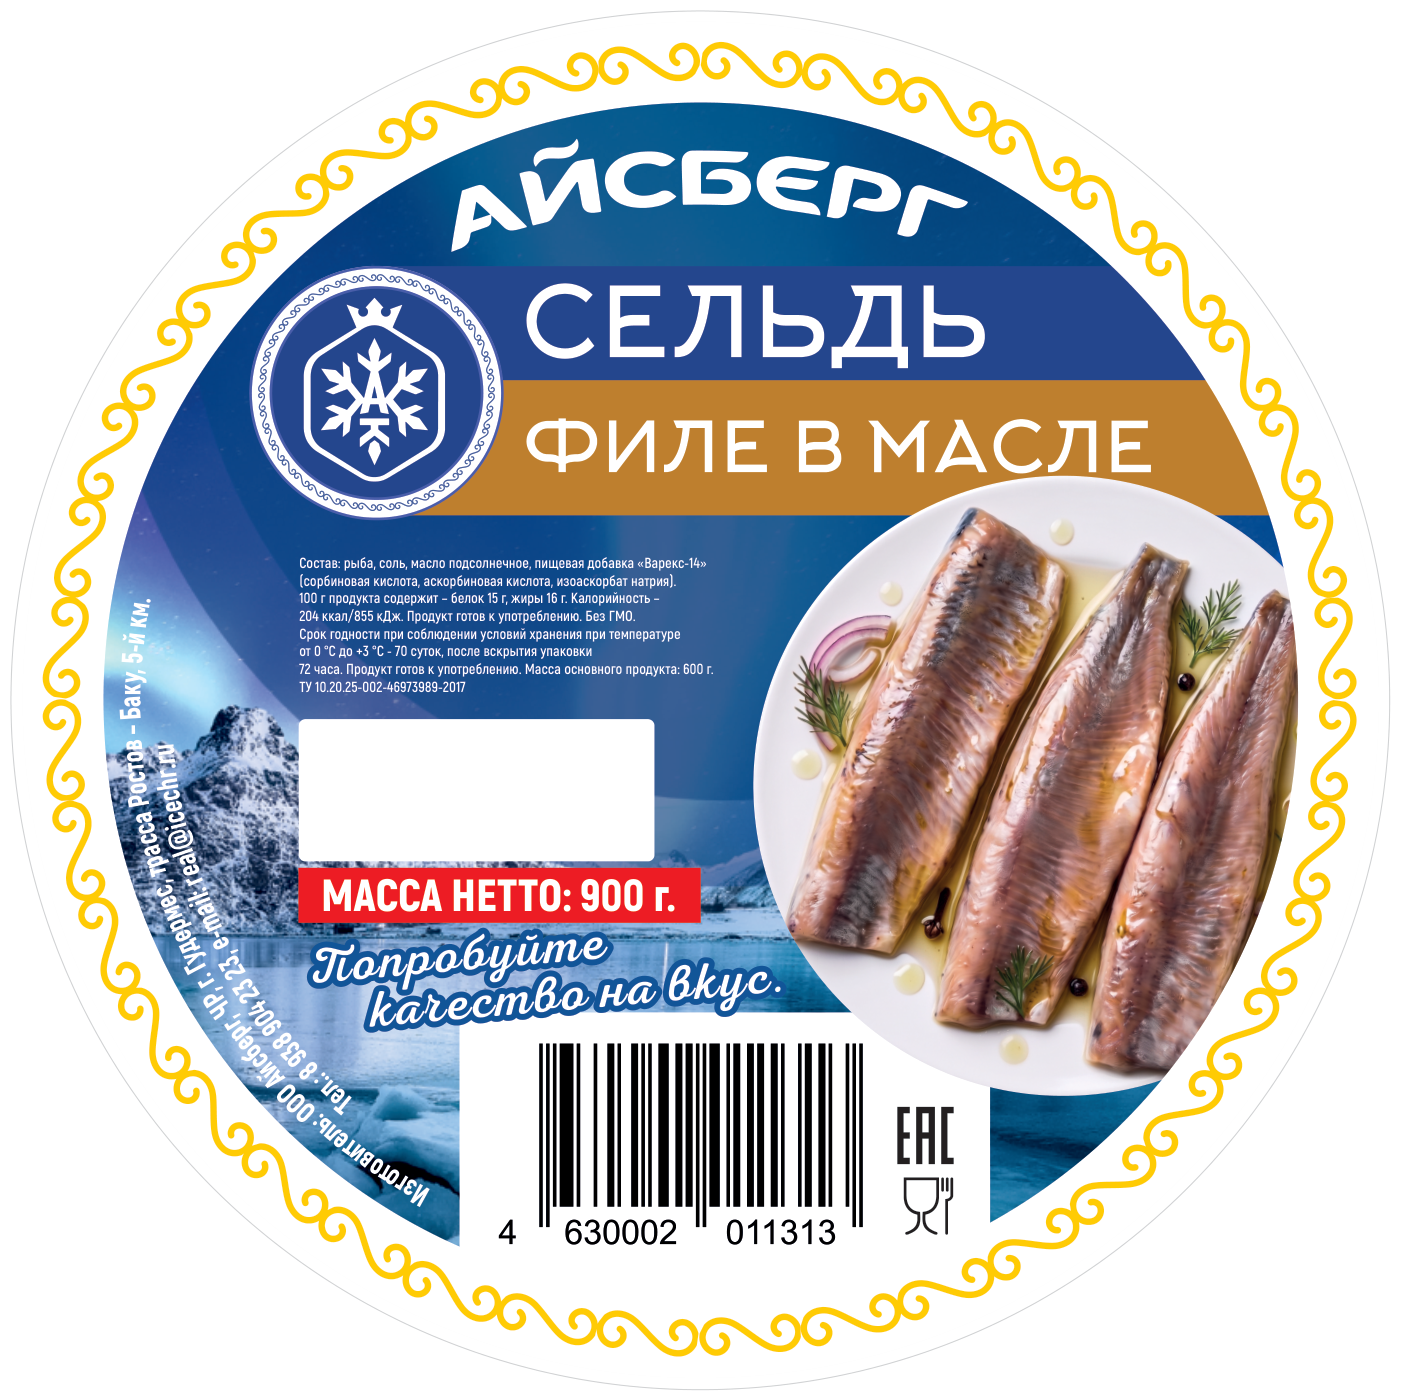 АЙСБЕРГ
СЕЛЬДЬ
ФИЛЕ В МАСЛЕ
Состав: рыба, соль, масло подсолнечное, пищевая добавка «Варекс-14»
(сорбиновая кислота, аскорбиновая кислота, изоаскорбат натрия).
100 г продукта содержит – белок 15 г, жиры 16 г. Калорийность –
204 ккал/855 кДж. Продукт готов к употреблению. Без ГМО.
Срок годности при соблюдении условий хранения при температуре
от 0 °С до +3 °С - 70 суток, после вскрытия упаковки
72 часа. Продукт готов к употреблению. Масса основного продукта: 600 г.
ТУ 10.20.25-002-46973989-2017
МАССА НЕТТО: 900 г.
Попробуйте
качество на вкус.
Изготовитель: ООО Айсберг, ЧР, г. Гудермес, трасса Ростов – Баку, 5-й км.
Тел.: 8 938 904 23 23, e-mail: real@icechr.ru
4 630002 011313
EAC